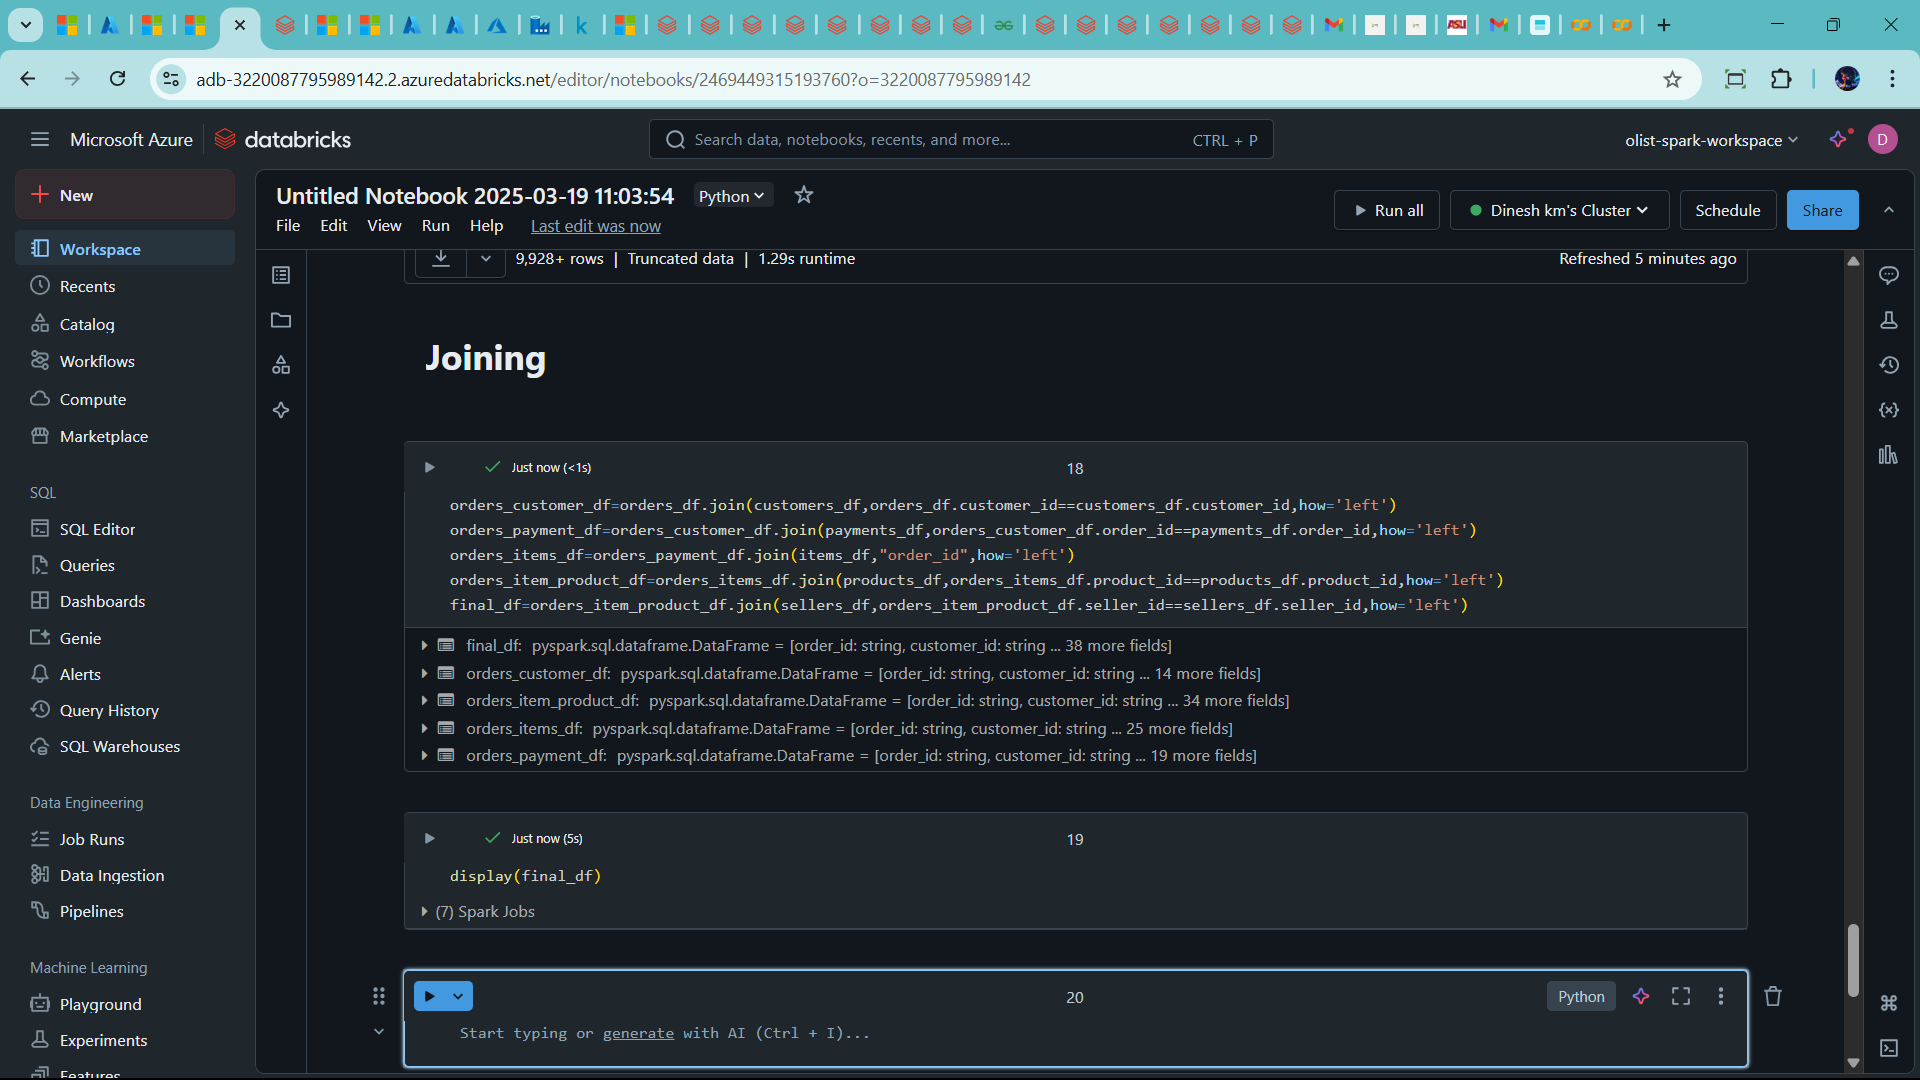 adb-3220087795989142.2.azuredatabricks.net/editor/notebooks/2469449315193760?o=3220087795989142
Microsoft Azure
databricks
Search data, notebooks, recents, and more...
CTRL + P
olist-spark-workspace
D
New
Workspace
Recents
Catalog
Workflows
Compute
Marketplace
SQL
SQL Editor
Queries
Dashboards
Genie
Alerts
Query History
SQL Warehouses
Data Engineering
Job Runs
Data Ingestion
Pipelines
Machine Learning
Playground
Experiments
Features
Untitled Notebook 2025-03-19 11:03:54
Python
File Edit View Run Help Last edit was now
Run all
Dinesh km's Cluster
Schedule
Share
9,928+ rows | Truncated data | 1.29s runtime
Refreshed 5 minutes ago
Joining
Just now (<1s)
18
orders_customer_df=orders_df.join(customers_df,orders_df.customer_id==customers_df.customer_id,how='left')
orders_payment_df=orders_customer_df.join(payments_df,orders_customer_df.order_id==payments_df.order_id,how='left')
orders_items_df=orders_payment_df.join(items_df,"order_id",how='left')
orders_item_product_df=orders_items_df.join(products_df,orders_items_df.product_id==products_df.product_id,how='left')
final_df=orders_item_product_df.join(sellers_df,orders_item_product_df.seller_id==sellers_df.seller_id,how='left')
final_df: pyspark.sql.dataframe.DataFrame = [order_id: string, customer_id: string ... 38 more fields]
orders_customer_df: pyspark.sql.dataframe.DataFrame = [order_id: string, customer_id: string ... 14 more fields]
orders_item_product_df: pyspark.sql.dataframe.DataFrame = [order_id: string, customer_id: string ... 34 more fields]
orders_items_df: pyspark.sql.dataframe.DataFrame = [order_id: string, customer_id: string ... 25 more fields]
orders_payment_df: pyspark.sql.dataframe.DataFrame = [order_id: string, customer_id: string ... 19 more fields]
Just now (5s)
19
display(final_df)
(7) Spark Jobs
20
Python
Start typing or generate with AI (Ctrl + I)...